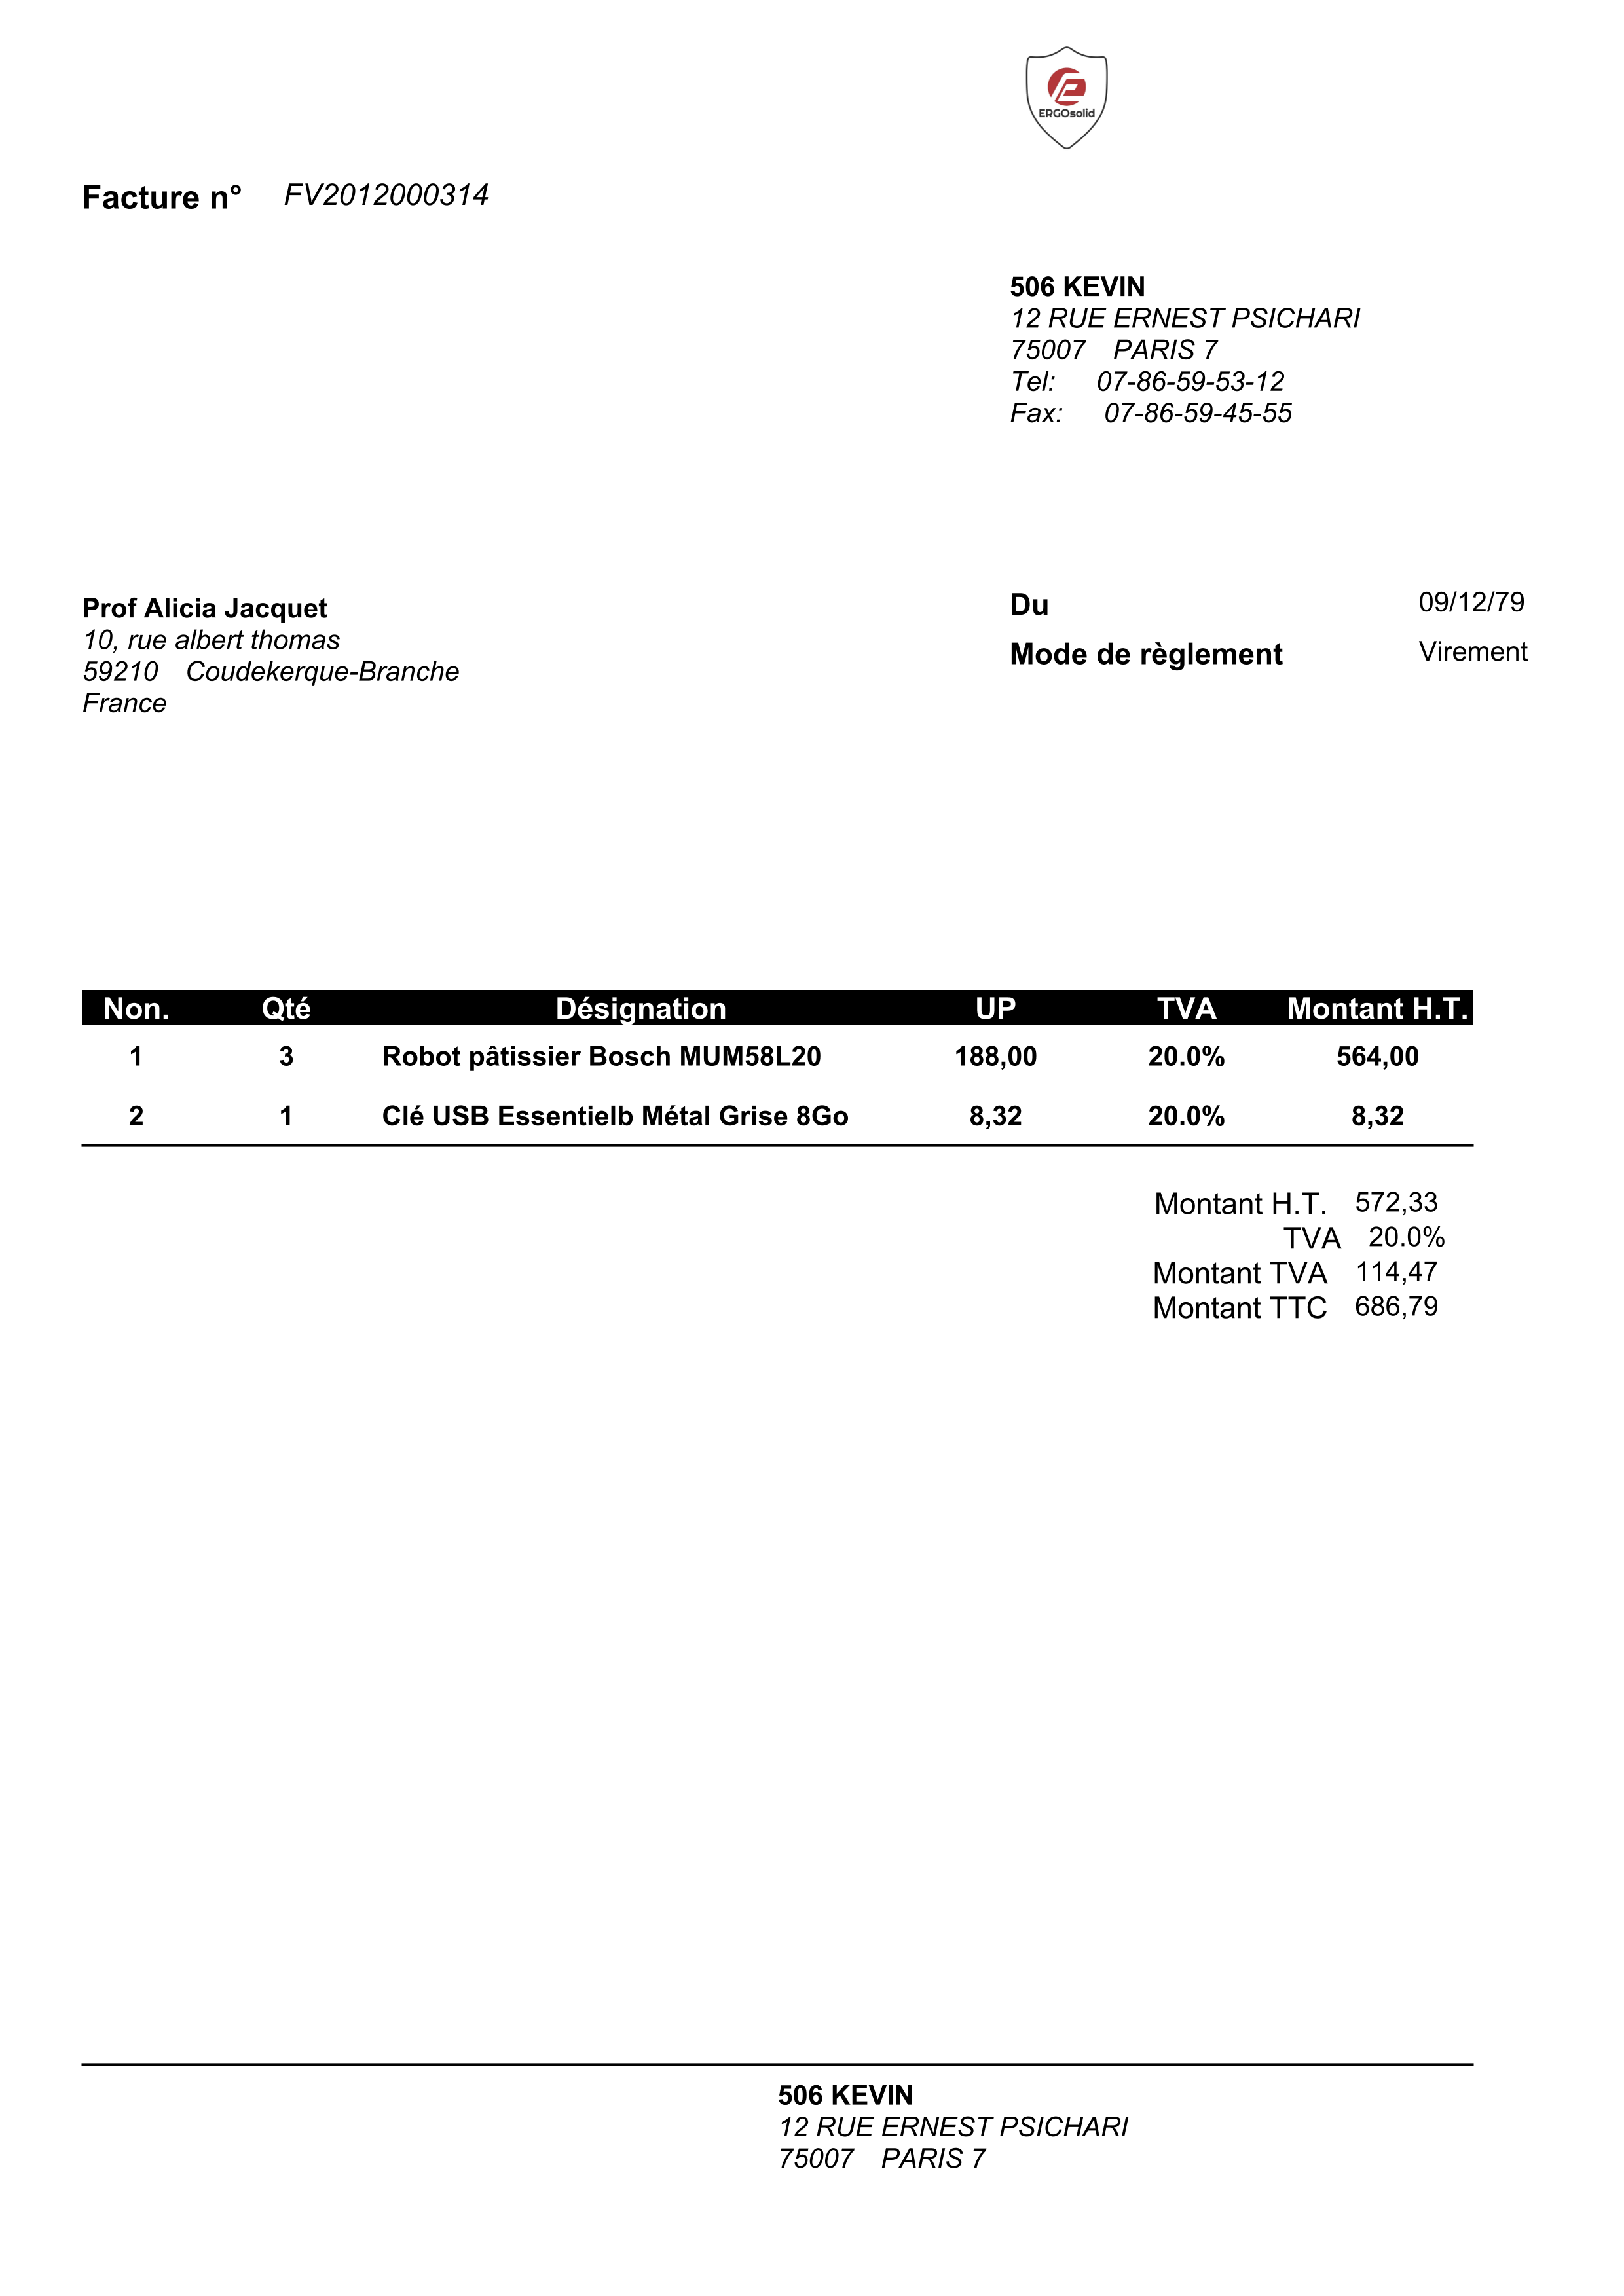 ERGOsolid
Facture n° FV2012000314
506 KEVIN
12 RUE ERNEST PSICHARI
75007 PARIS 7
Tel: 07-86-59-53-12
Fax: 07-86-59-45-55
Prof Alicia Jacquet
10, rue albert thomas
59210 Coudekerque-Branche
France
Du 09/12/79
Mode de règlement Virement
Non. Qté Désignation UP TVA Montant H.T.
1 3 Robot pâtissier Bosch MUM58L20 188,00 20.0% 564,00
2 1 Clé USB Essentielb Métal Grise 8Go 8,32 20.0% 8,32
Montant H.T. 572,33
TVA 20.0%
Montant TVA 114,47
Montant TTC 686,79
506 KEVIN
12 RUE ERNEST PSICHARI
75007 PARIS 7